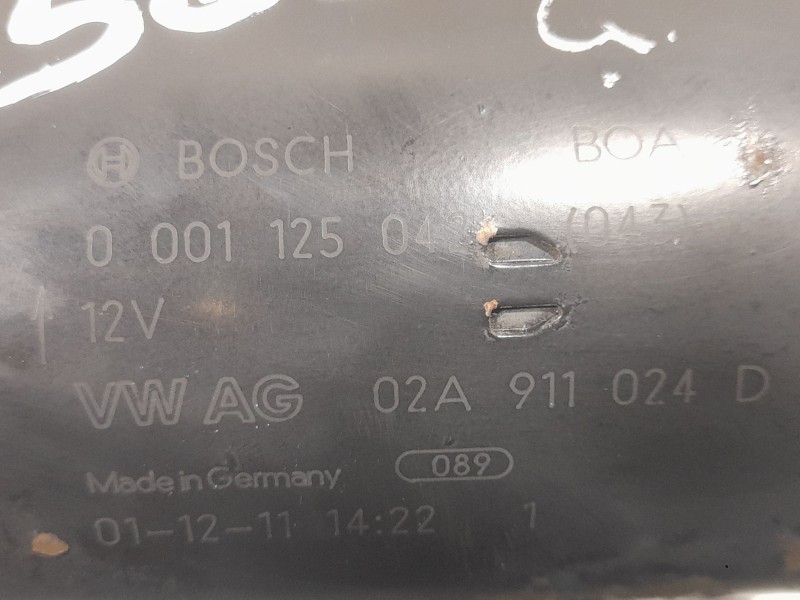 BOSCH BOA
0 001 125
12V
VW AG 02A 911 024 D
Made in Germany 089
01-12-11 14:22 1